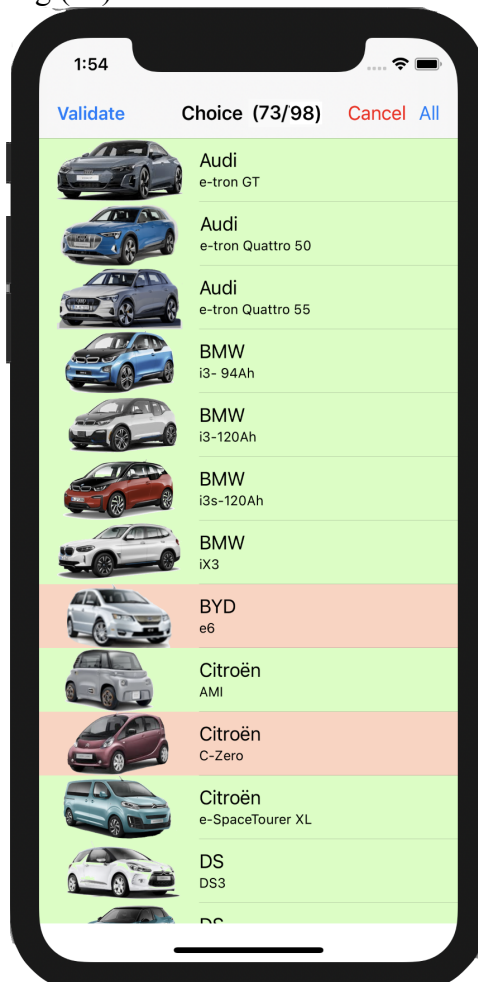 1:54
Validate Choice (73/98) Cancel All
Audi
e-tron GT
Audi
e-tron Quattro 50
Audi
e-tron Quattro 55
BMW
i3- 94Ah
BMW
i3-120Ah
BMW
i3s-120Ah
BMW
iX3
BYD
e6
Citroën
AMI
Citroën
C-Zero
Citroën
e-SpaceTourer XL
DS
DS3
DS